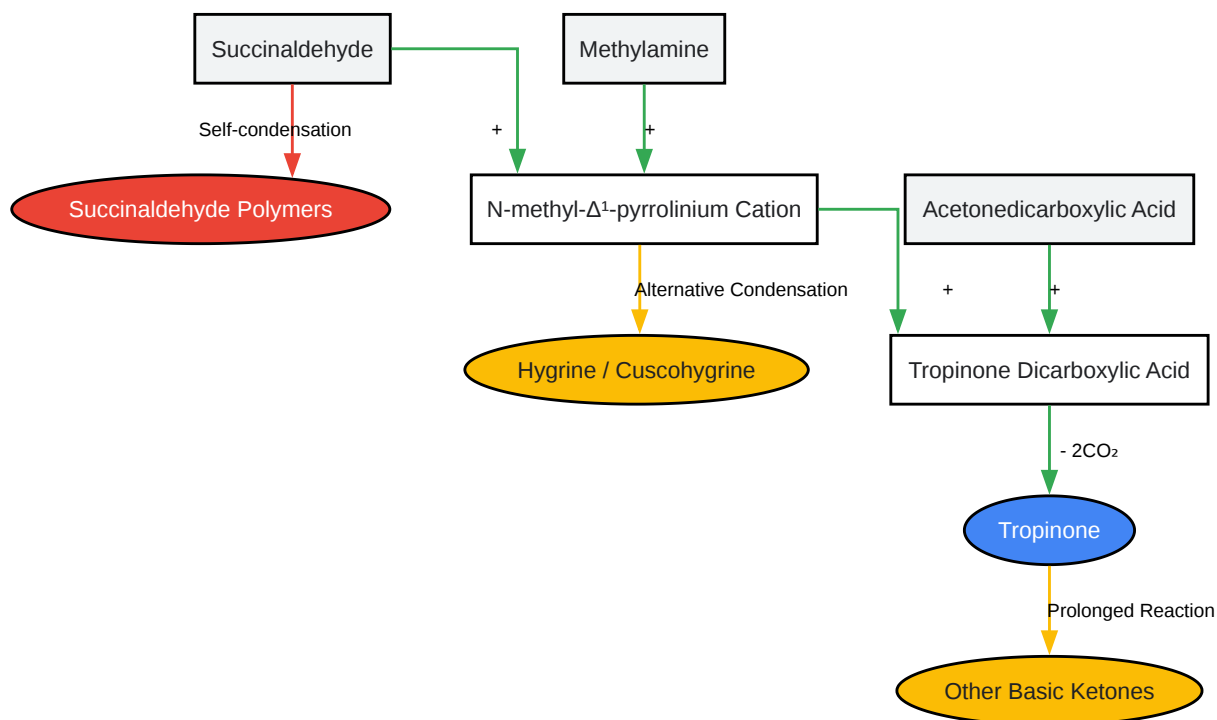 Succinaldehyde
Methylamine
Self-condensation
+
+
Succinaldehyde Polymers
N-methyl-Δ¹-pyrrolinium Cation
Acetonedicarboxylic Acid
Alternative Condensation
+
+
Hygrine / Cuscohygrine
Tropinone Dicarboxylic Acid
- 2CO₂
Tropinone
Prolonged Reaction
Other Basic Ketones